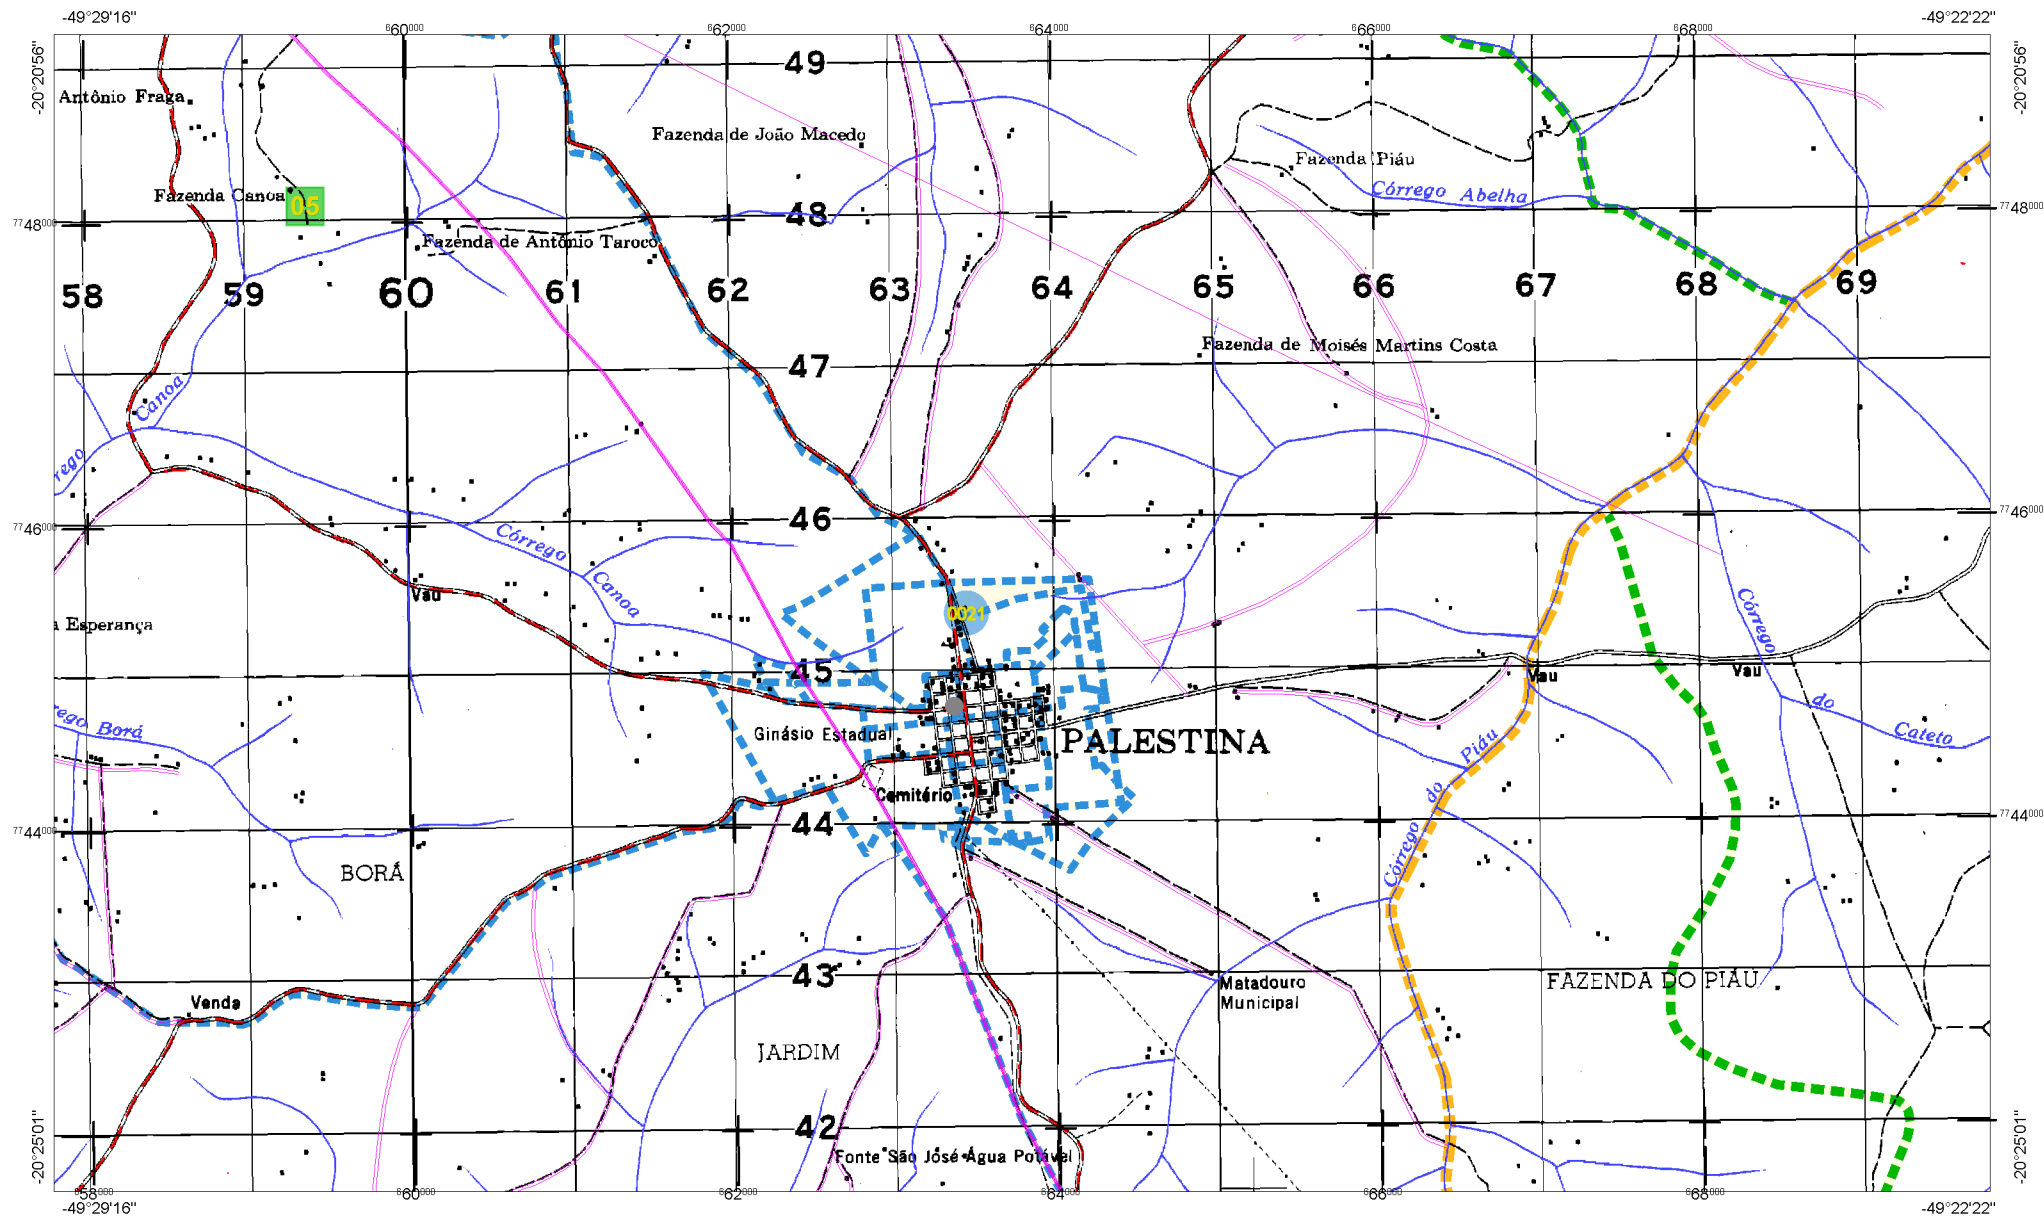 -49°29'16"
-49°22'22"
660000
662000
664000
666000
668000
-20°20'56"
-20°20'56"
49
Antônio Fraga
Fazenda de João Macedo
Fazenda Piáu
Fazenda Canoa
05
Córrego Abelha
7748000
48
7748000
Fazenda de Antônio Taroco
58
59
60
61
62
63
64
65
66
67
68
69
Fazenda de Moisés Martins Costa
47
Canoa
rego
7746000
46
7746000
Córrego
Canoa
Vau
0021
Córrego
Esperança
45
Vau
Vau
do
rego Borá
Ginásio Estadual
PALESTINA
Piáu
Cateto
do
Cemitério
7744000
44
7744000
Córrego
BORÁ
43
Matadouro
Municipal
FAZENDA DO PIÁU
Venda
JARDIM
42
Fonte São José-Água Potável
-20°25'01"
-20°25'01"
658000
660000
662000
664000
666000
668000
-49°29'16"
-49°22'22"